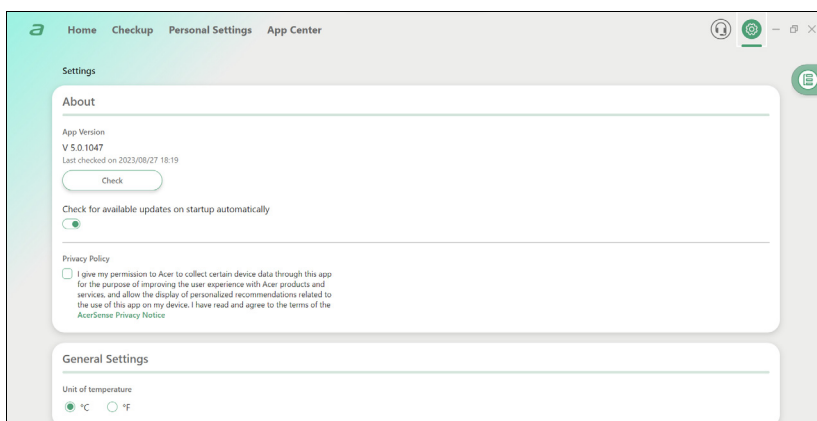 a
Home Checkup Personal Settings App Center
Settings
About
App Version
V 5.0.1047
Last checked on 2023/08/27 18:19
Check
Check for available updates on startup automatically
Privacy Policy
I give my permission to Acer to collect certain device data through this app
for the purpose of improving the user experience with Acer products and
services, and allow the display of personalized recommendations related to
the use of this app on my device. I have read and agree to the terms of the
AcerSense Privacy Notice
General Settings
Unit of temperature
°C °F